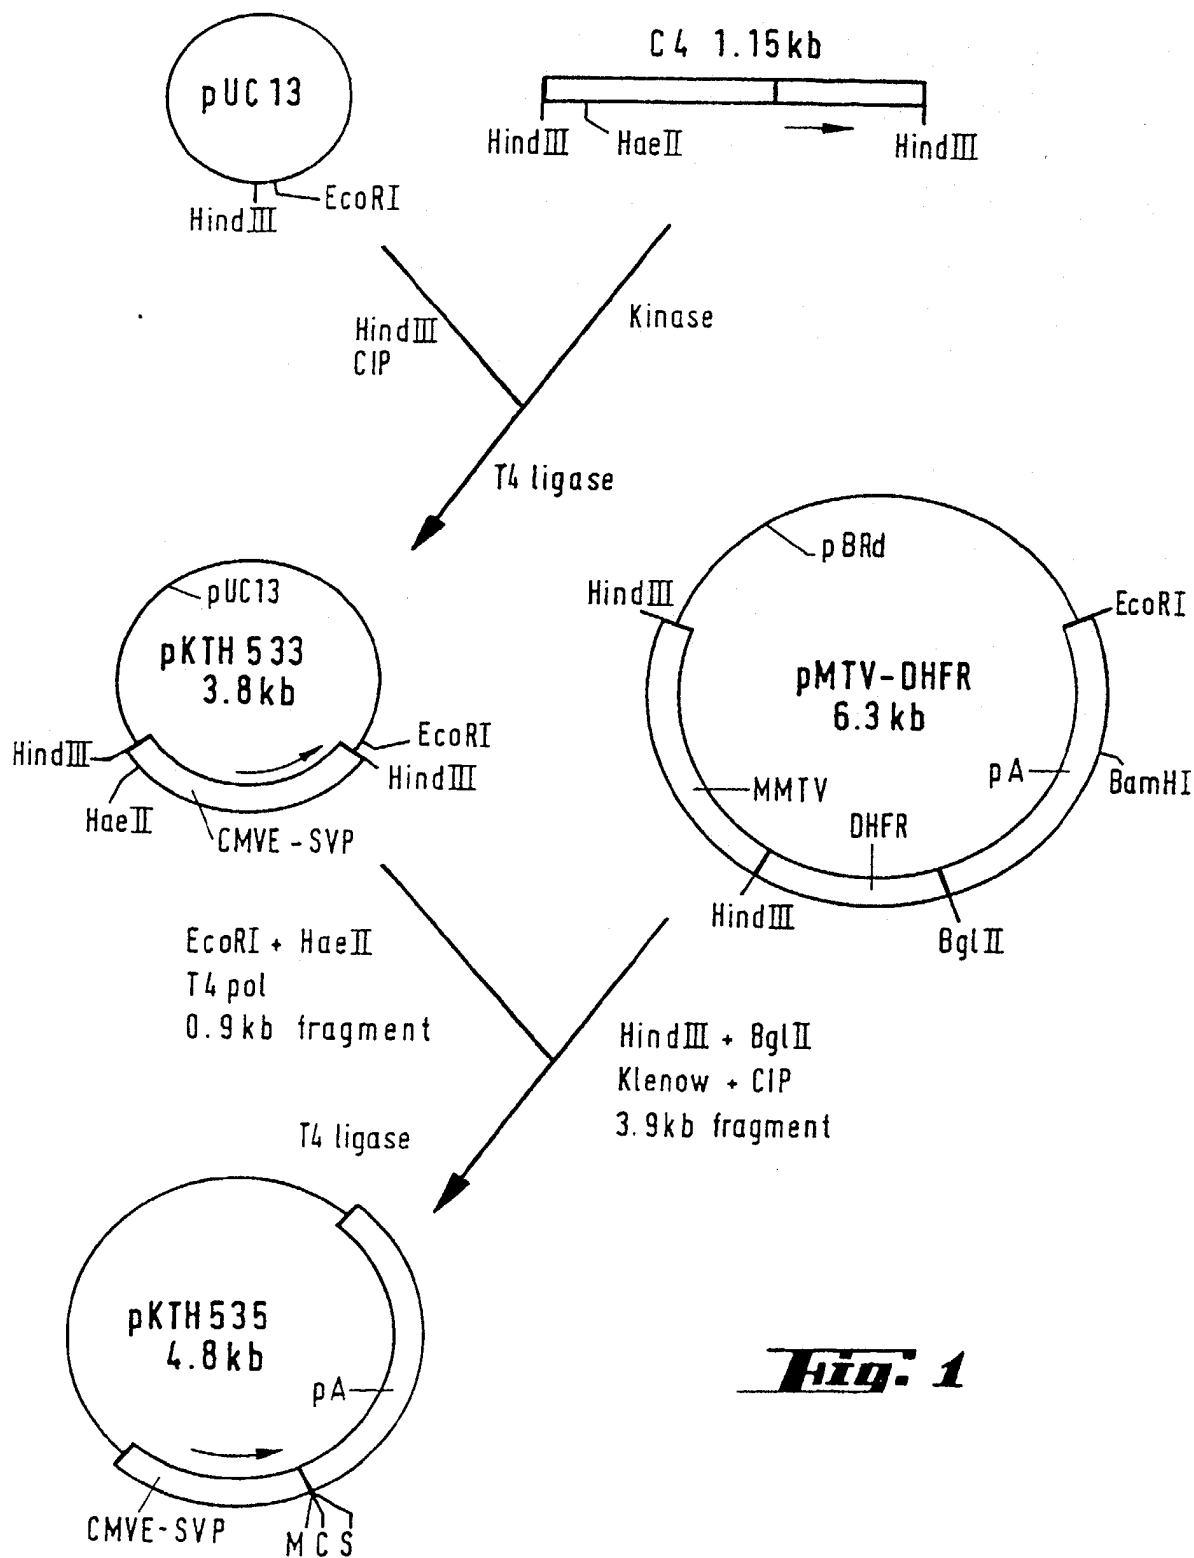 pUC13
C4 1.15kb
HindIII
HaeII
HindIII
EcoRI
HindIII
HindIII
CIP
Kinase
T4 ligase
pUC13
pKTH533
3.8kb
HindIII
HaeII
CMVE-SVP
EcoRI
HindIII
pBRd
HindIII
EcoRI
pMTV-DHFR
6.3kb
pA
BamHI
MMTV
DHFR
HindIII
BglII
EcoRI + HaeII
T4 pol
0.9kb fragment
HindIII + BglII
Klenow + CIP
3.9kb fragment
T4 ligase
pKTH535
4.8kb
pA
CMVE-SVP
MCS
Fig. 1